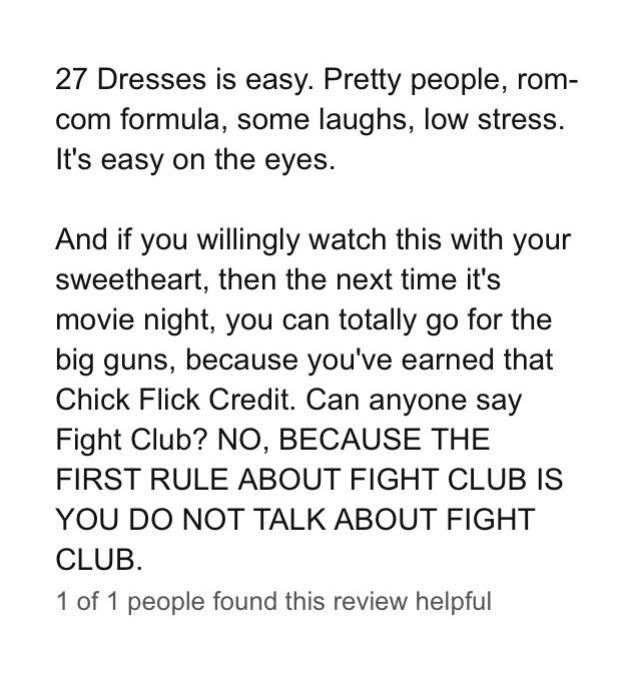 27 Dresses is easy. Pretty people, rom-
com formula, some laughs, low stress.
It's easy on the eyes.
And if you willingly watch this with your
sweetheart, then the next time it's
movie night, you can totally go for the
big guns, because you've earned that
Chick Flick Credit. Can anyone say
Fight Club? NO, BECAUSE THE
FIRST RULE ABOUT FIGHT CLUB IS
YOU DO NOT TALK ABOUT FIGHT
CLUB.
1 of 1 people found this review helpful